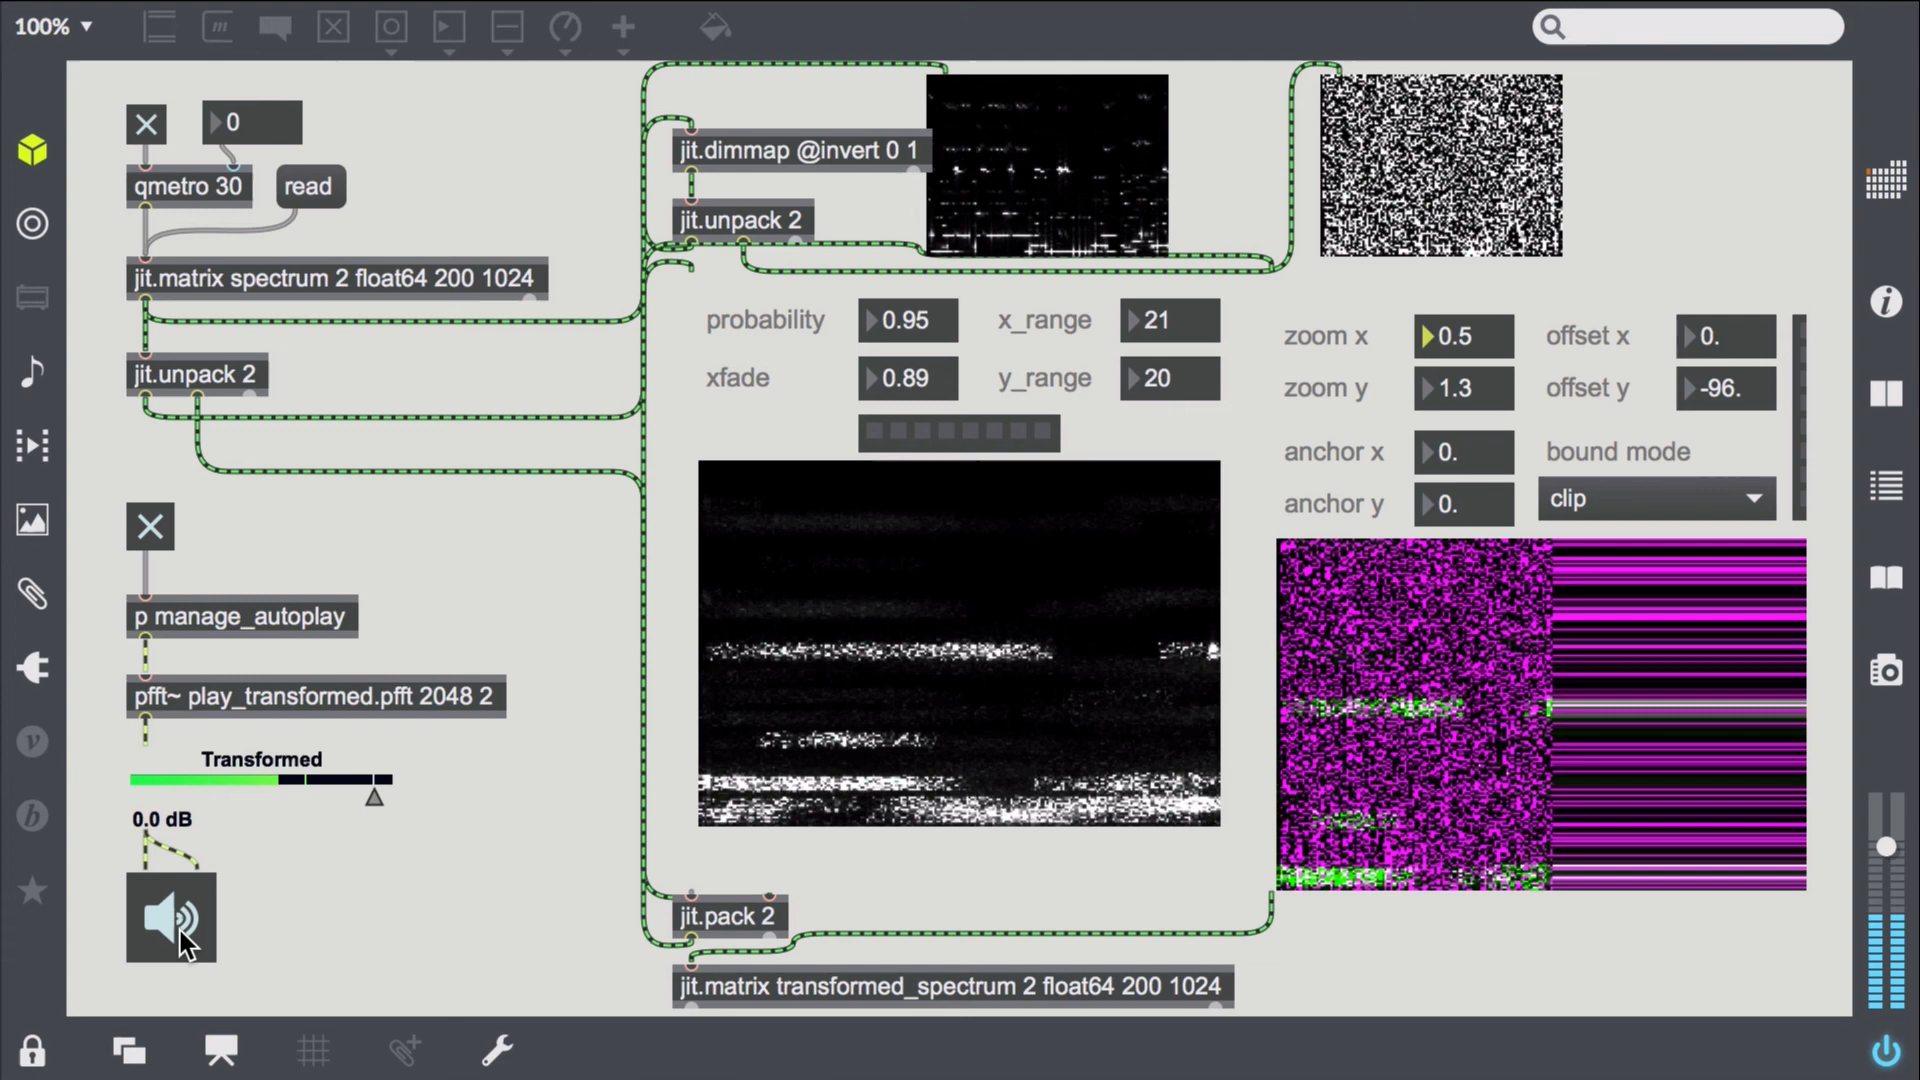 100%
0
qmetro 30
read
jit.matrix spectrum 2 float64 200 1024
jit.unpack 2
p manage_autoplay
pfft~ play_transformed.pfft 2048 2
Transformed
0.0 dB
jit.dimmap @invert 0 1
jit.unpack 2
probability 0.95 x_range 21
xfade 0.89 y_range 20
zoom x 0.5 offset x 0.
zoom y 1.3 offset y -96.
anchor x 0. bound mode
anchor y 0. clip
jit.pack 2
jit.matrix transformed_spectrum 2 float64 200 1024